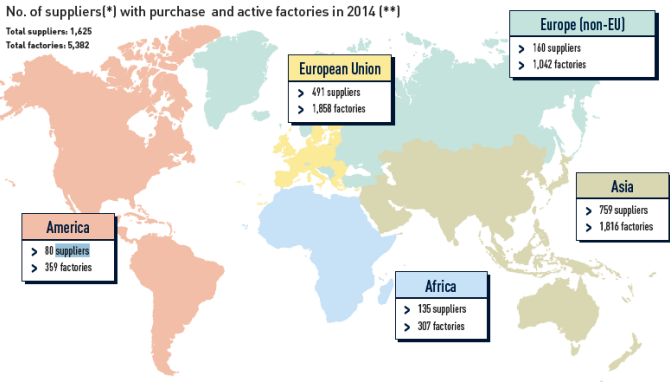 No. of suppliers(*) with purchase and active factories in 2014 (**)
Total suppliers: 1,625
Total factories: 5,382
Europe (non-EU)
> 160 suppliers
> 1,042 factories
European Union
> 491 suppliers
> 1,858 factories
Asia
> 759 suppliers
> 1,816 factories
America
> 80 suppliers
> 359 factories
Africa
> 135 suppliers
> 307 factories